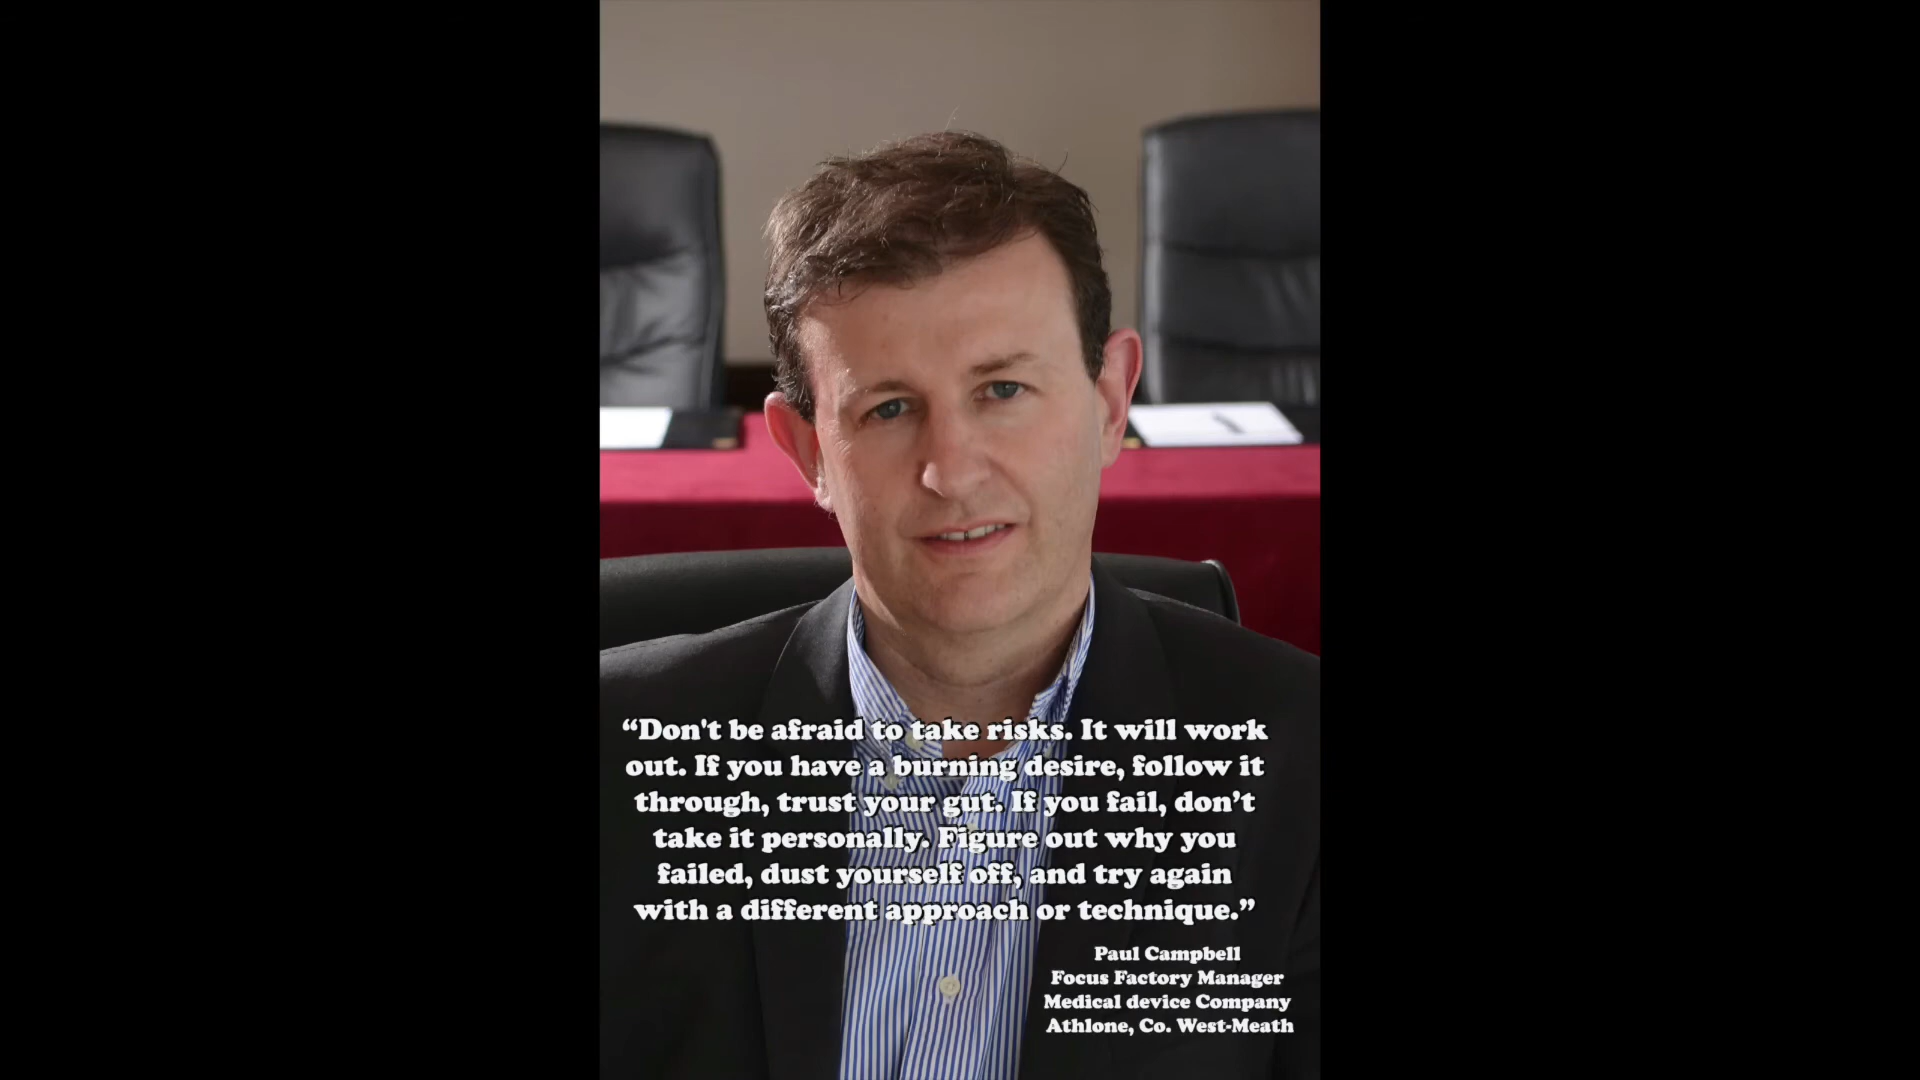 “Don't be afraid to take risks. It will work
out. If you have a burning desire, follow it
through, trust your gut. If you fail, don’t
take it personally. Figure out why you
failed, dust yourself off, and try again
with a different approach or technique.”
Paul Campbell
Focus Factory Manager
Medical device Company
Athlone, Co. West-Meath